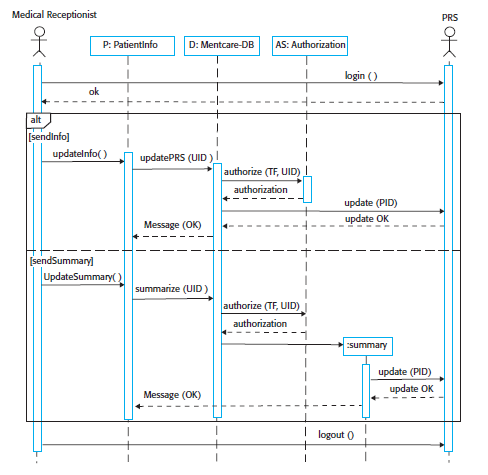 Medical Receptionist
PRS
P: PatientInfo
D: Mentcare-DB
AS: Authorization
login ( )
ok
alt
[sendInfo]
updateInfo( )
updatePRS (UID )
authorize (TF, UID)
authorization
update (PID)
update OK
Message (OK)
[sendSummary]
UpdateSummary( )
summarize (UID )
authorize (TF, UID)
authorization
:summary
update (PID)
update OK
Message (OK)
logout ()